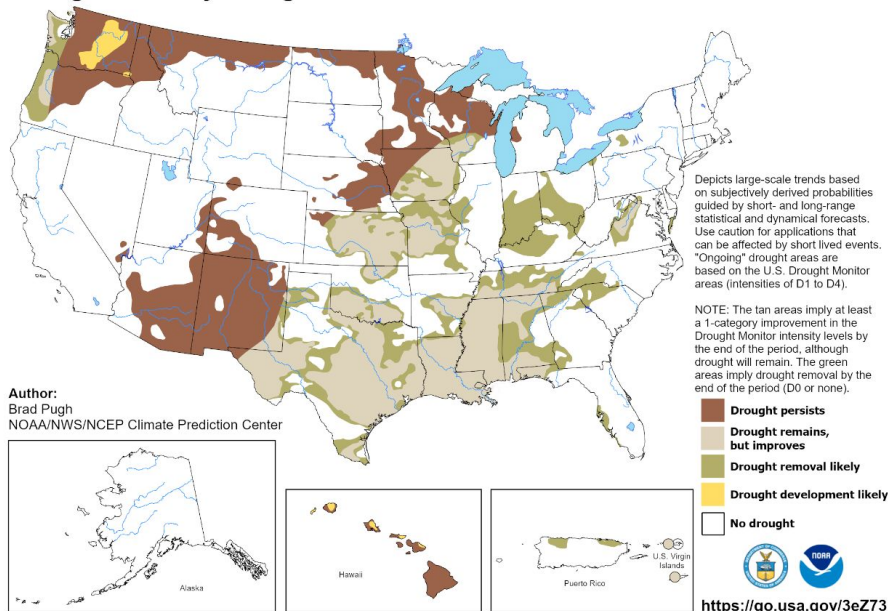 Depicts large-scale trends based
on subjectively derived probabilities
guided by short- and long-range
statistical and dynamical forecasts.
Use caution for applications that
can be affected by short lived events.
"Ongoing" drought areas are
based on the U.S. Drought Monitor
areas (intensities of D1 to D4).
NOTE: The tan areas imply at least
a 1-category improvement in the
Drought Monitor intensity levels by
the end of the period, although
drought will remain. The green
areas imply drought removal by the
end of the period (D0 or none).
Author:
Brad Pugh
NOAA/NWS/NCEP Climate Prediction Center
Drought persists
Drought remains,
but improves
Drought removal likely
Drought development likely
No drought
Alaska
Hawaii
Puerto Rico
U.S. Virgin
Islands
NOAA
https://go.usa.gov/3eZ73